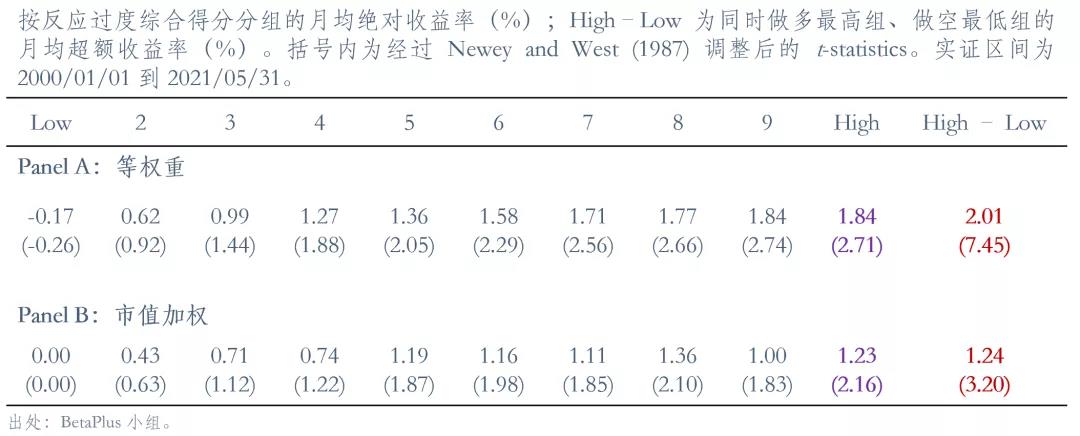 按反应过度综合得分分组的月均绝对收益率（%）；High – Low 为同时做多最高组、做空最低组的
月均超额收益率（%）。括号内为经过 Newey and West (1987) 调整后的 t-statistics。实证区间为
2000/01/01 到 2021/05/31。
Low 2 3 4 5 6 7 8 9 High High – Low
Panel A：等权重
-0.17 0.62 0.99 1.27 1.36 1.58 1.71 1.77 1.84 1.84 2.01
(-0.26) (0.92) (1.44) (1.88) (2.05) (2.29) (2.56) (2.66) (2.74) (2.71) (7.45)
Panel B：市值加权
0.00 0.43 0.71 0.74 1.19 1.16 1.11 1.36 1.00 1.23 1.24
(0.00) (0.63) (1.12) (1.22) (1.87) (1.98) (1.85) (2.10) (1.83) (2.16) (3.20)
出处：BetaPlus 小组。